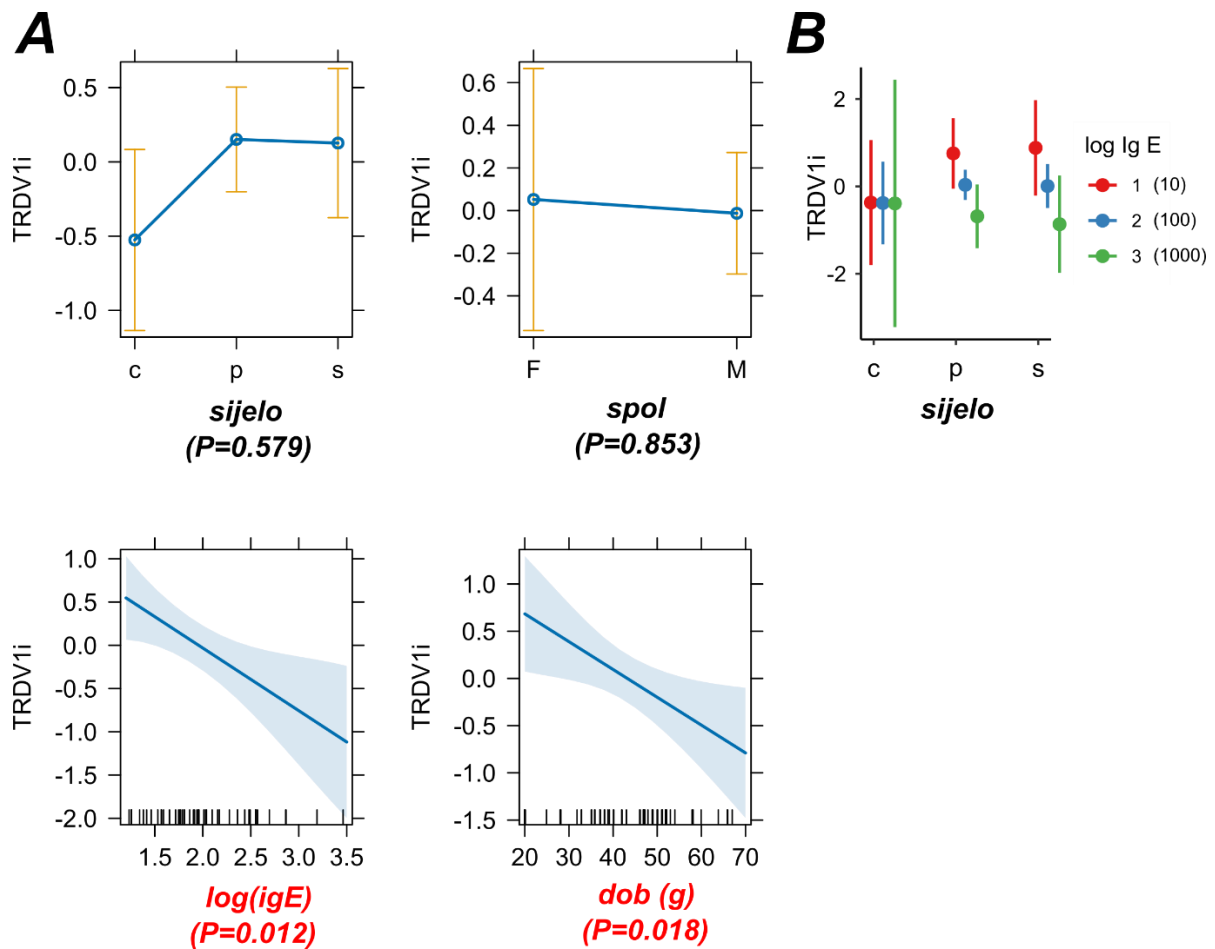 A
TRDV1i
0.5
0.0
-0.5
-1.0
c p s
sijelo
(P=0.579)
TRDV1i
0.6
0.4
0.2
0.0
-0.2
-0.4
F M
spol
(P=0.853)
B
TRDV1i
2
0
-2
c p s
sijelo
log Ig E
1 (10)
2 (100)
3 (1000)
TRDV1i
1.0
0.5
0.0
-0.5
-1.0
-1.5
-2.0
1.5 2.0 2.5 3.0 3.5
log(igE)
(P=0.012)
TRDV1i
1.0
0.5
0.0
-0.5
-1.0
-1.5
20 30 40 50 60 70
dob (g)
(P=0.018)